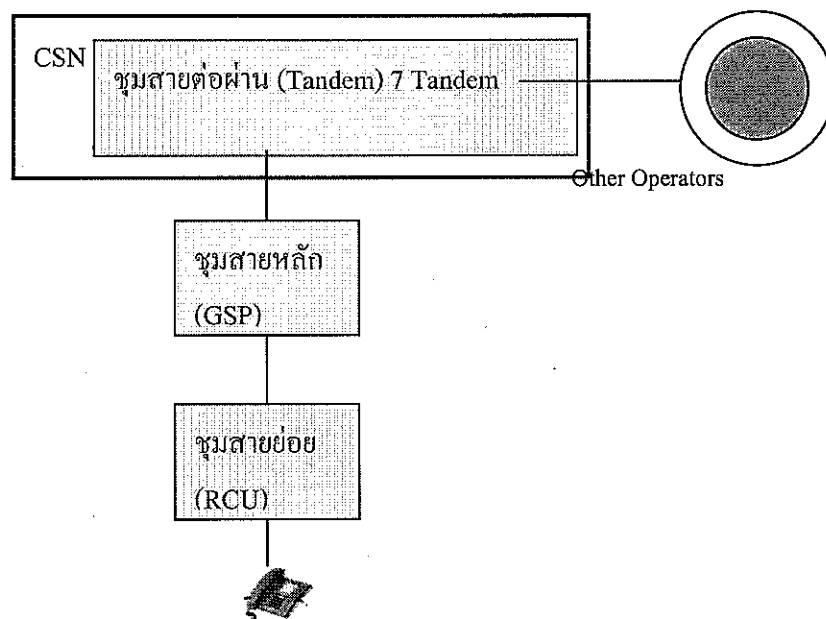 CSN
ชุมสายต่อผ่าน (Tandem) 7 Tandem
Other Operators
ชุมสายหลัก
(GSP)
ชุมสายย่อย
(RCU)